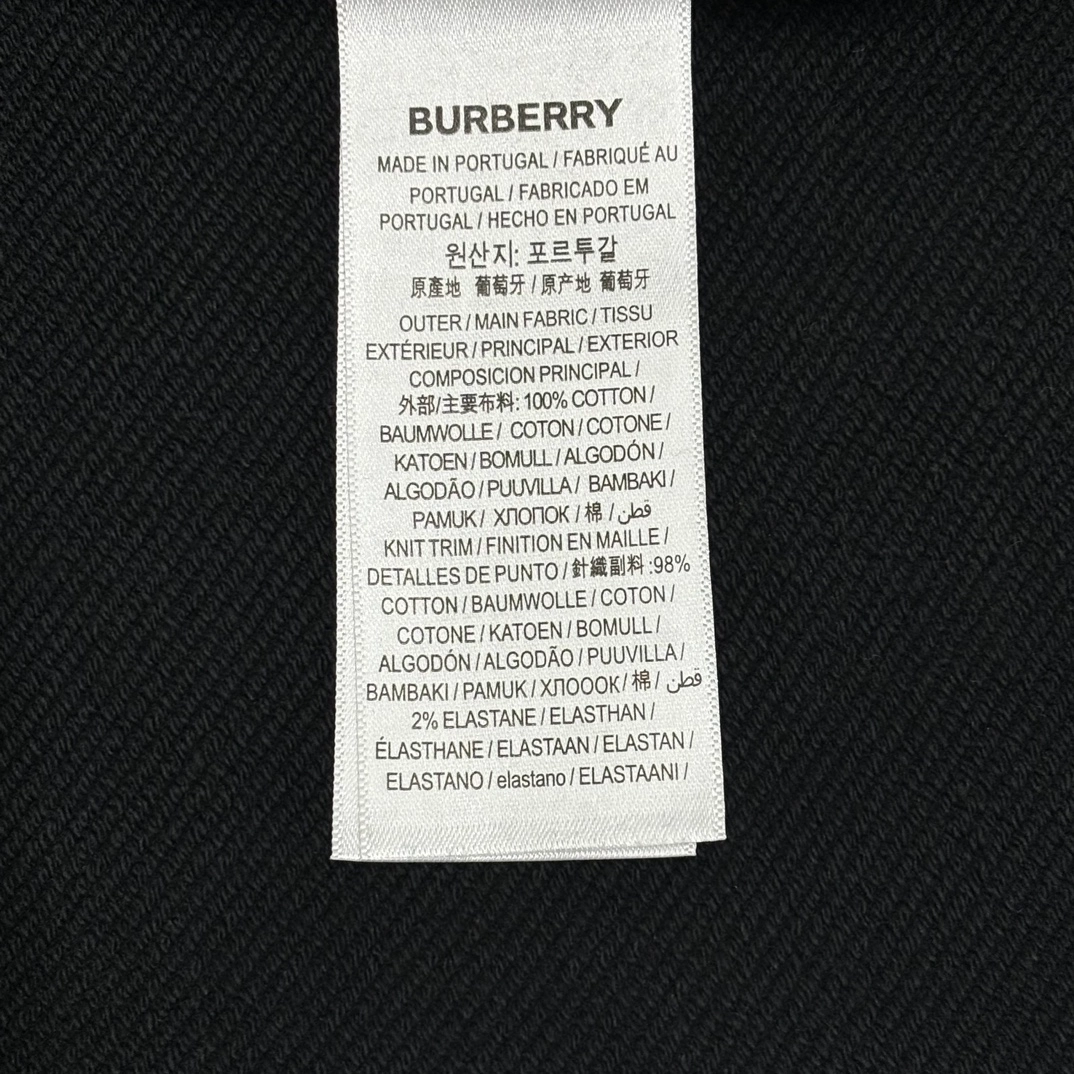 BURBERRY
MADE IN PORTUGAL / FABRIQUÉ AU
PORTUGAL / FABRICADO EM
PORTUGAL / HECHO EN PORTUGAL
원산지: 포르투갈
原產地 葡萄牙 / 原产地 葡萄牙
OUTER / MAIN FABRIC / TISSU
EXTÉRIEUR / PRINCIPAL / EXTERIOR
COMPOSICION PRINCIPAL /
外部/主要布料: 100% COTTON /
BAUMWOLLE / COTON / COTONE /
KATOEN / BOMULL / ALGODÓN /
ALGODÃO / PUUVILLA / BAMBAKI /
PAMUK / ХЛОПОК / 棉 / قطن
KNIT TRIM / FINITION EN MAILLE /
DETALLES DE PUNTO / 針織副料 :98%
COTTON / BAUMWOLLE / COTON /
COTONE / KATOEN / BOMULL /
ALGODÓN / ALGODÃO / PUUVILLA /
BAMBAKI / PAMUK / ХЛОООК / 棉 / قطن
2% ELASTANE / ELASTHAN /
ÉLASTHANE / ELASTAAN / ELASTAN /
ELASTANO / elastano / ELASTAANI /